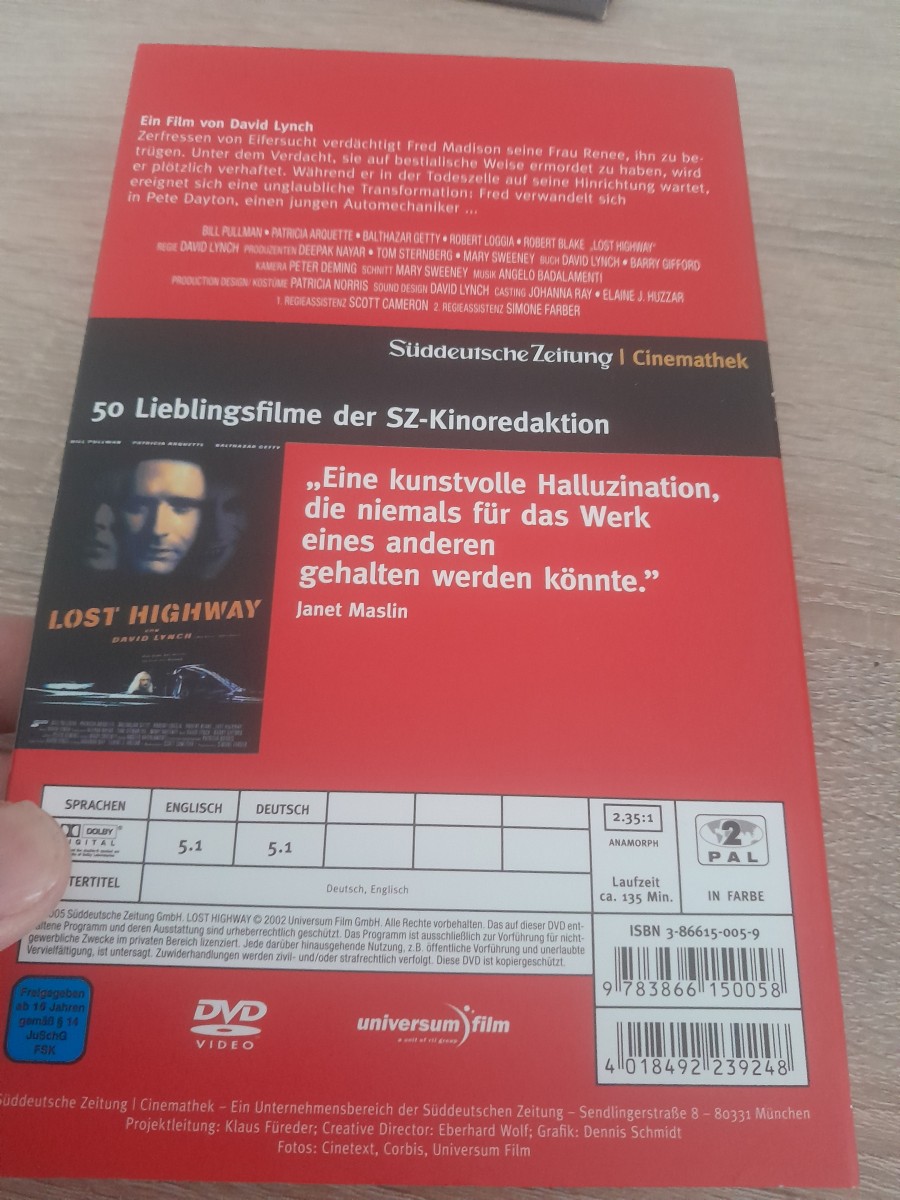 Ein Film von David Lynch
Zerfressen von Eifersucht verdächtigt Fred Madison seine Frau Renee, ihn zu be-
trügen. Unter dem Verdacht, sie auf bestialische Weise ermordet zu haben, wird
er plötzlich verhaftet. Während er in der Todeszelle auf seine Hinrichtung wartet,
ereignet sich eine unglaubliche Transformation: Fred verwandelt sich
in Pete Dayton, einen jungen Automechaniker ...
BILL PULLMAN • PATRICIA ARQUETTE • BALTHAZAR GETTY • ROBERT LOGGIA • ROBERT BLAKE „LOST HIGHWAY“
REGIE DAVID LYNCH PRODUZENTEN DEEPAK NAYAR • TOM STERNBERG • MARY SWEENEY BUCH DAVID LYNCH • BARRY GIFFORD
KAMERA PETER DEMING SCHNITT MARY SWEENEY MUSIK ANGELO BADALAMENTI
PRODUCTION DESIGN/KOSTÜME PATRICIA NORRIS SOUND DESIGN DAVID LYNCH CASTING JOHANNA RAY • ELAINE J. HUZZAR
1. REGIEASSISTENZ SCOTT CAMERON 2. REGIEASSISTENZ SIMONE FARBER
Süddeutsche Zeitung | Cinemathek
50 Lieblingsfilme der SZ-Kinoredaktion
BILL PULLMAN PATRICIA ARQUETTE BALTHAZAR GETTY
LOST HIGHWAY
VON
DAVID LYNCH
„Eine kunstvolle Halluzination,
die niemals für das Werk
eines anderen
gehalten werden könnte.”
Janet Maslin
SPRACHEN ENGLISCH DEUTSCH
DOLBY
DIGITAL
5.1 5.1
TERTITEL Deutsch, Englisch
2.35:1
ANAMORPH
Laufzeit
ca. 135 Min.
2
PAL
IN FARBE
05 Süddeutsche Zeitung GmbH. LOST HIGHWAY © 2002 Universum Film GmbH. Alle Rechte vorbehalten. Das auf dieser DVD ent-
altene Programm und deren Ausstattung sind urheberrechtlich geschützt. Das Programm ist ausschließlich zur Vorführung für nicht-
gewerbliche Zwecke im privaten Bereich lizenziert. Jede darüber hinausgehende Nutzung, z.B. öffentliche Vorführung und unerlaubte
Vervielfältigung, ist untersagt. Zuwiderhandlungen werden zivil- und/oder strafrechtlich verfolgt. Diese DVD ist kopiergeschützt.
ISBN 3-86615-005-9
9 783866 150058
4 018492 239248
Freigegeben
ab 16 Jahren
gemäß § 14
JuSchG
FSK
DVD
VIDEO
universum film
a unit of rtl group
Süddeutsche Zeitung | Cinemathek – Ein Unternehmensbereich der Süddeutschen Zeitung – Sendlingerstraße 8 – 80331 München
Projektleitung: Klaus Füreder; Creative Director: Eberhard Wolf; Grafik: Dennis Schmidt
Fotos: Cinetext, Corbis, Universum Film